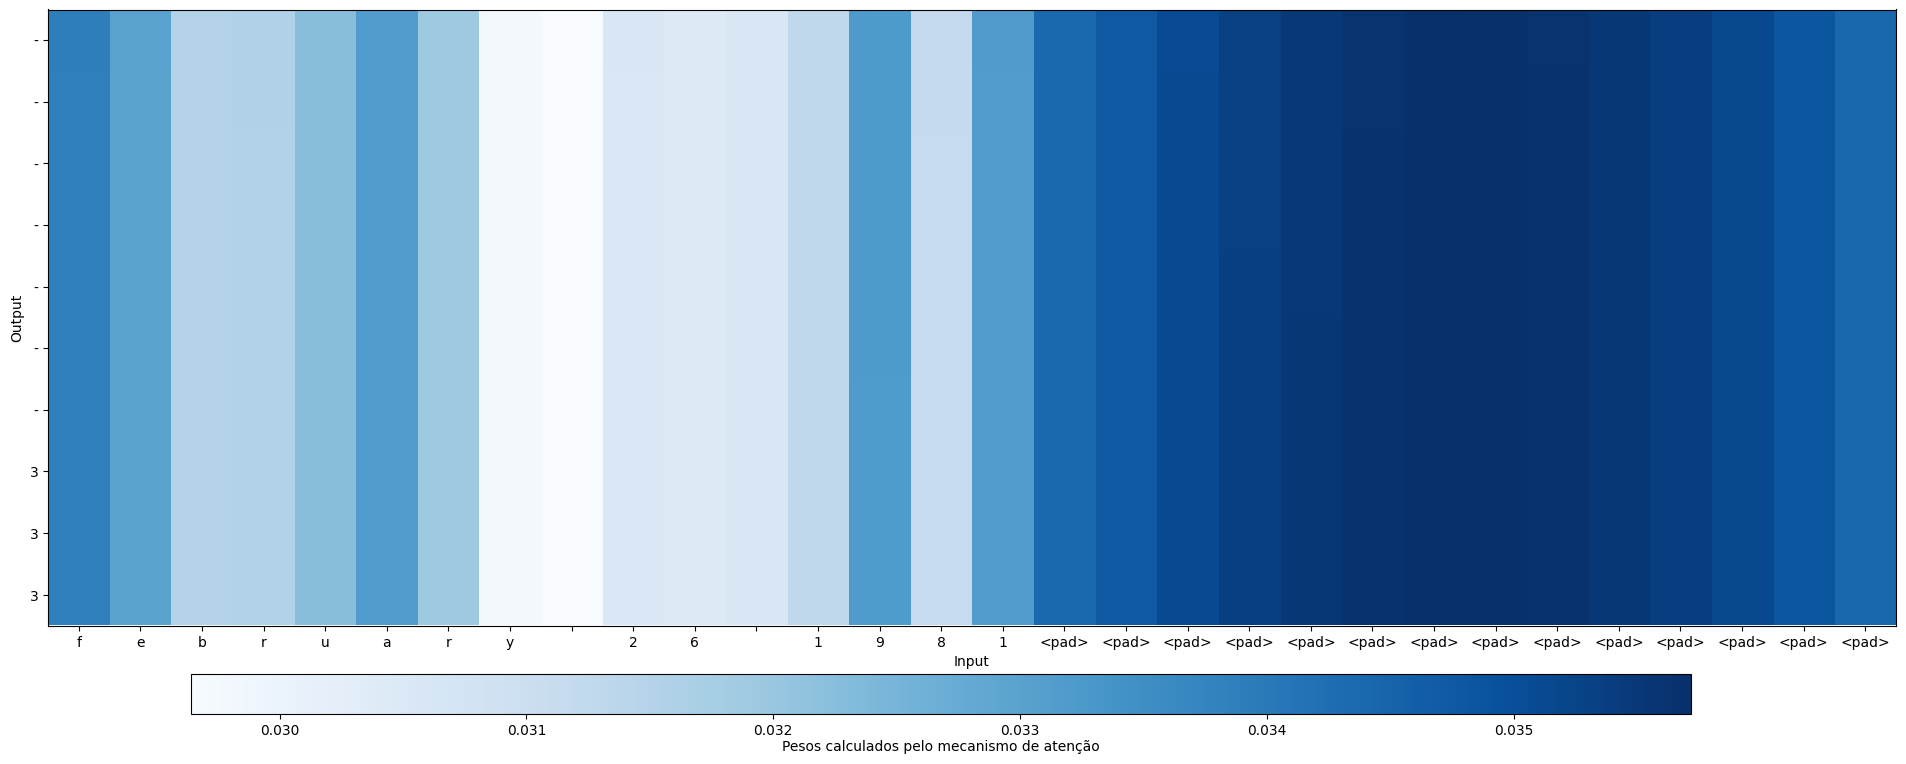 -
-
-
-
-
-
-
3
3
3
Output
f e b r u a r y 2 6 1 9 8 1 <pad> <pad> <pad> <pad> <pad> <pad> <pad> <pad> <pad> <pad> <pad> <pad> <pad> <pad>
Input
0.030 0.031 0.032 0.033 0.034 0.035
Pesos calculados pelo mecanismo de atenção